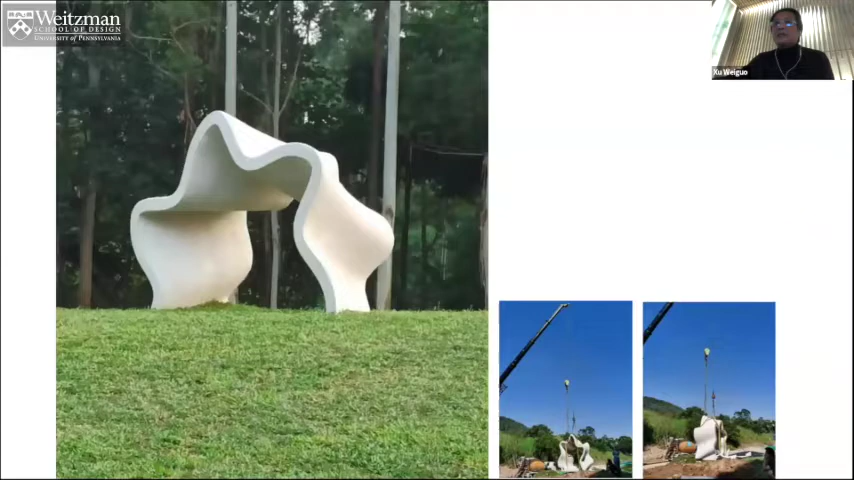 Weitzman
SCHOOL OF DESIGN
UNIVERSITY OF PENNSYLVANIA
Xu Weiguo